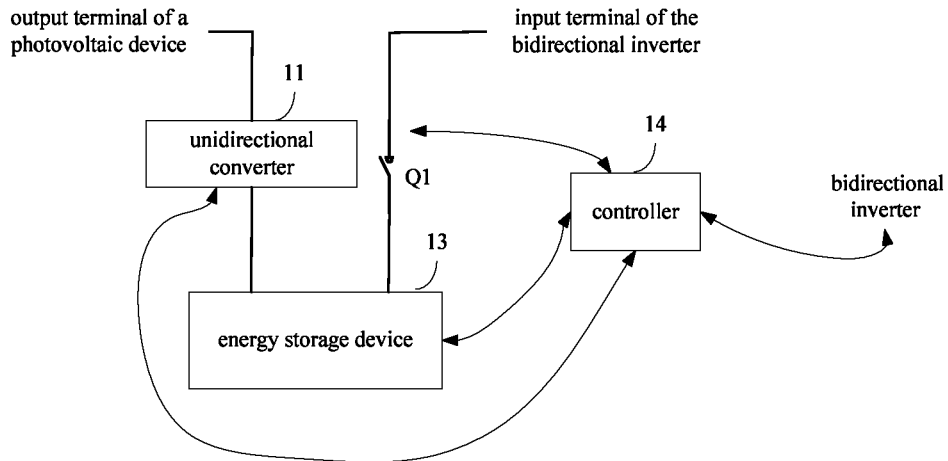 output terminal of a
photovoltaic device
input terminal of the
bidirectional inverter
11
unidirectional
converter
Q1
14
controller
bidirectional
inverter
13
energy storage device